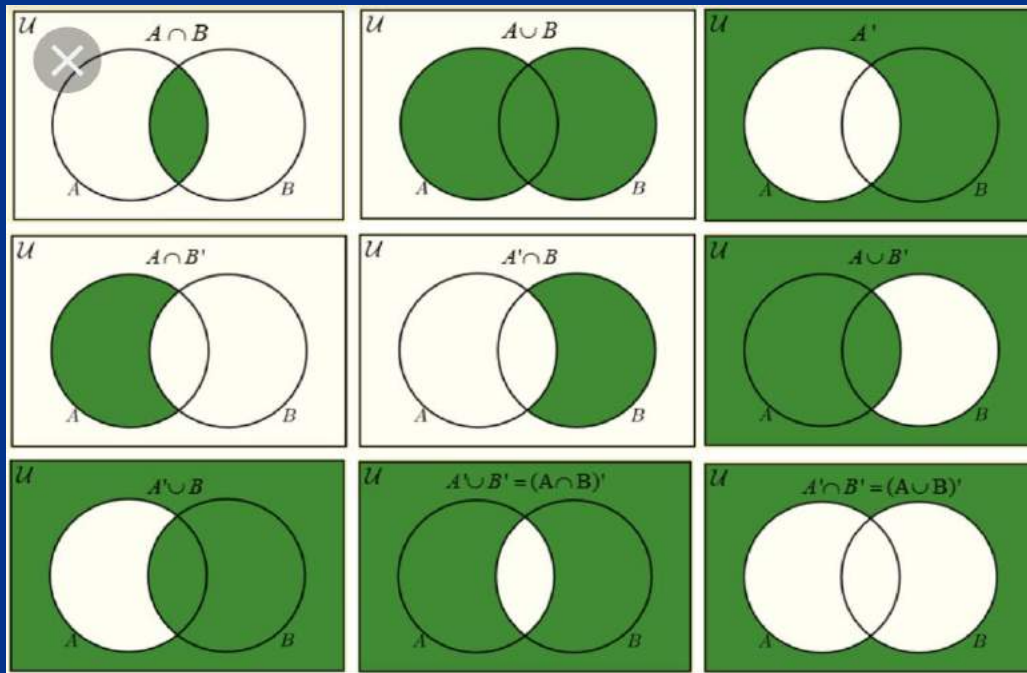 𝒰
A ∩ B
A B
𝒰
A ∪ B
A B
𝒰
A'
A B
𝒰
A ∩ B'
A B
𝒰
A' ∩ B
A B
𝒰
A ∪ B'
A B
𝒰
A' ∪ B
A B
𝒰
A' ∪ B' = (A ∩ B)'
A B
𝒰
A' ∩ B' = (A ∪ B)'
A B